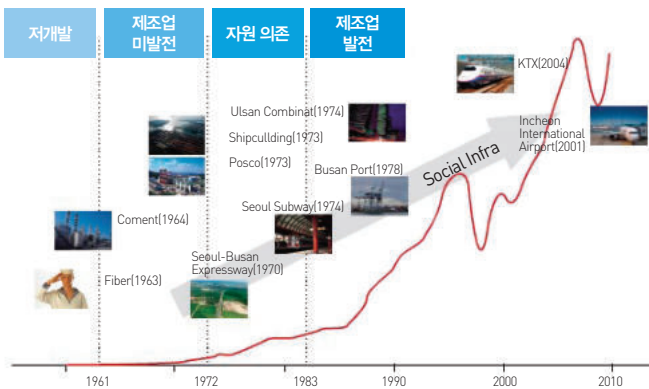 저개발
제조업
미발전
자원 의존
제조업
발전
KTX(2004)
Ulsan Combinat(1974)
Shipcullding(1973)
Incheon
International
Airport(2001)
Posco(1973)
Busan Port(1978)
Social Infra
Seoul Subway(1974)
Coment(1964)
Seoul-Busan
Expressway(1970)
Fiber(1963)
1961
1972
1983
1990
2000
2010